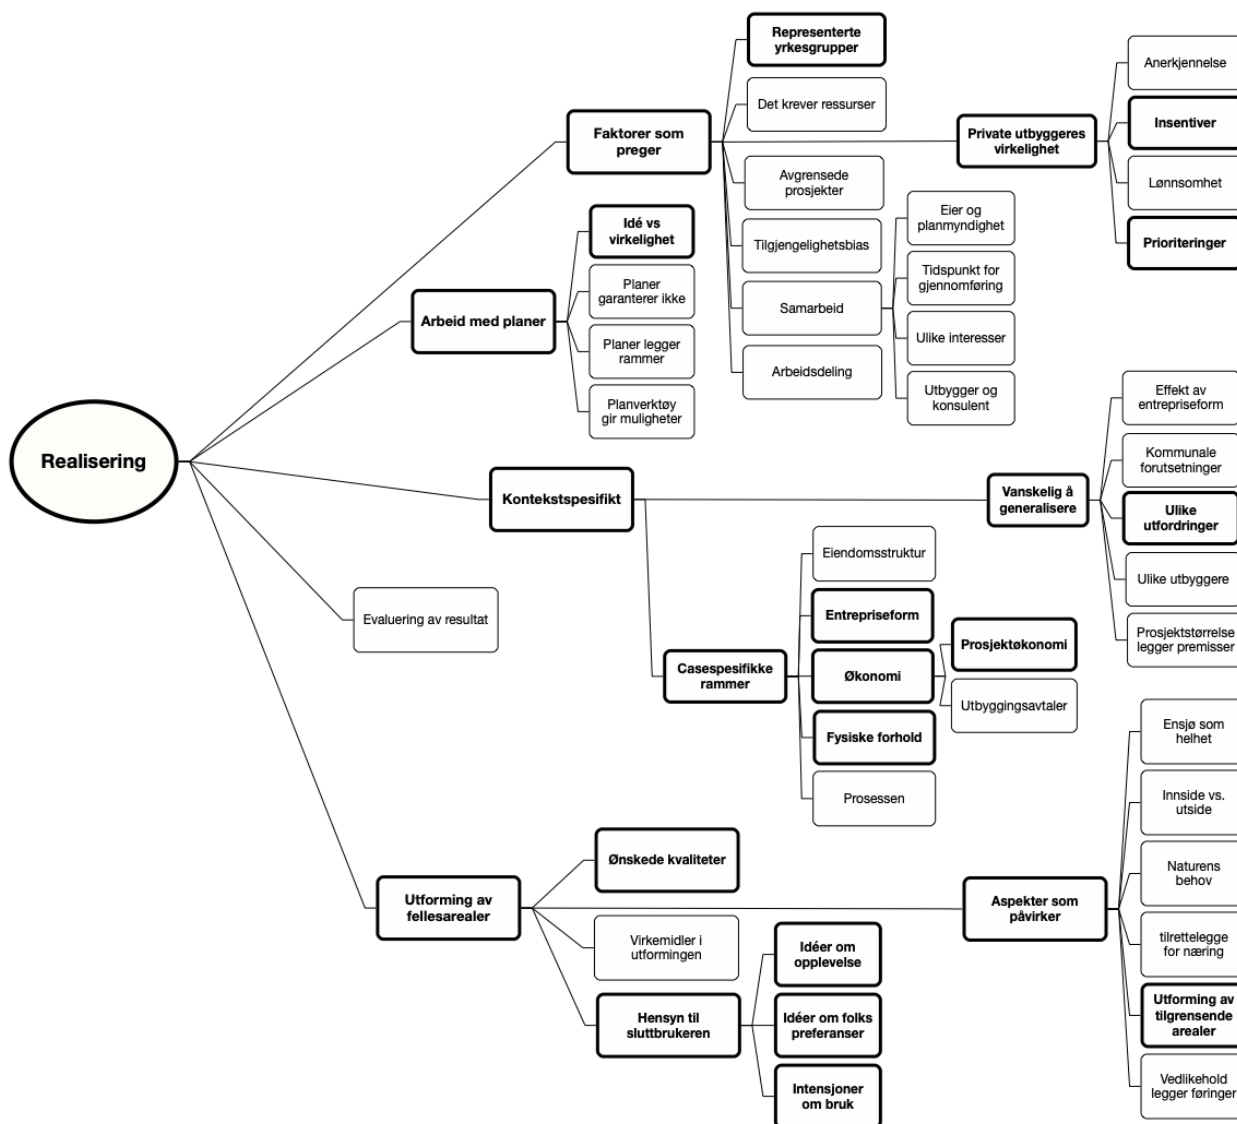 Realisering
Faktorer som
preger
Representerte
yrkesgrupper
Det krever ressurser
Avgrensede
prosjekter
Tilgjengelighetsbias
Samarbeid
Eier og
planmyndighet
Tidspunkt for
gjennomføring
Ulike interesser
Utbygger og
konsulent
Arbeidsdeling
Private utbyggeres
virkelighet
Anerkjennelse
Insentiver
Lønnsomhet
Prioriteringer
Arbeid med planer
Idé vs
virkelighet
Planer
garanterer ikke
Planer legger
rammer
Planverktøy
gir muligheter
Kontekstspesifikt
Vanskelig å
generalisere
Effekt av
entrepriseform
Kommunale
forutsetninger
Ulike
utfordringer
Ulike utbyggere
Prosjektstørrelse
legger premisser
Casespesifikke
rammer
Eiendomsstruktur
Entrepriseform
Økonomi
Prosjektøkonomi
Utbyggingsavtaler
Fysiske forhold
Prosessen
Evaluering av resultat
Utforming av
fellesarealer
Ønskede kvaliteter
Virkemidler i
utformingen
Hensyn til
sluttbrukeren
Idéer om
opplevelse
Idéer om folks
preferanser
Intensjoner
om bruk
Aspekter som
påvirker
Ensjø som
helhet
Innside vs.
utside
Naturens
behov
tilrettelegge
for næring
Utforming av
tilgrensende
arealer
Vedlikehold
legger føringer